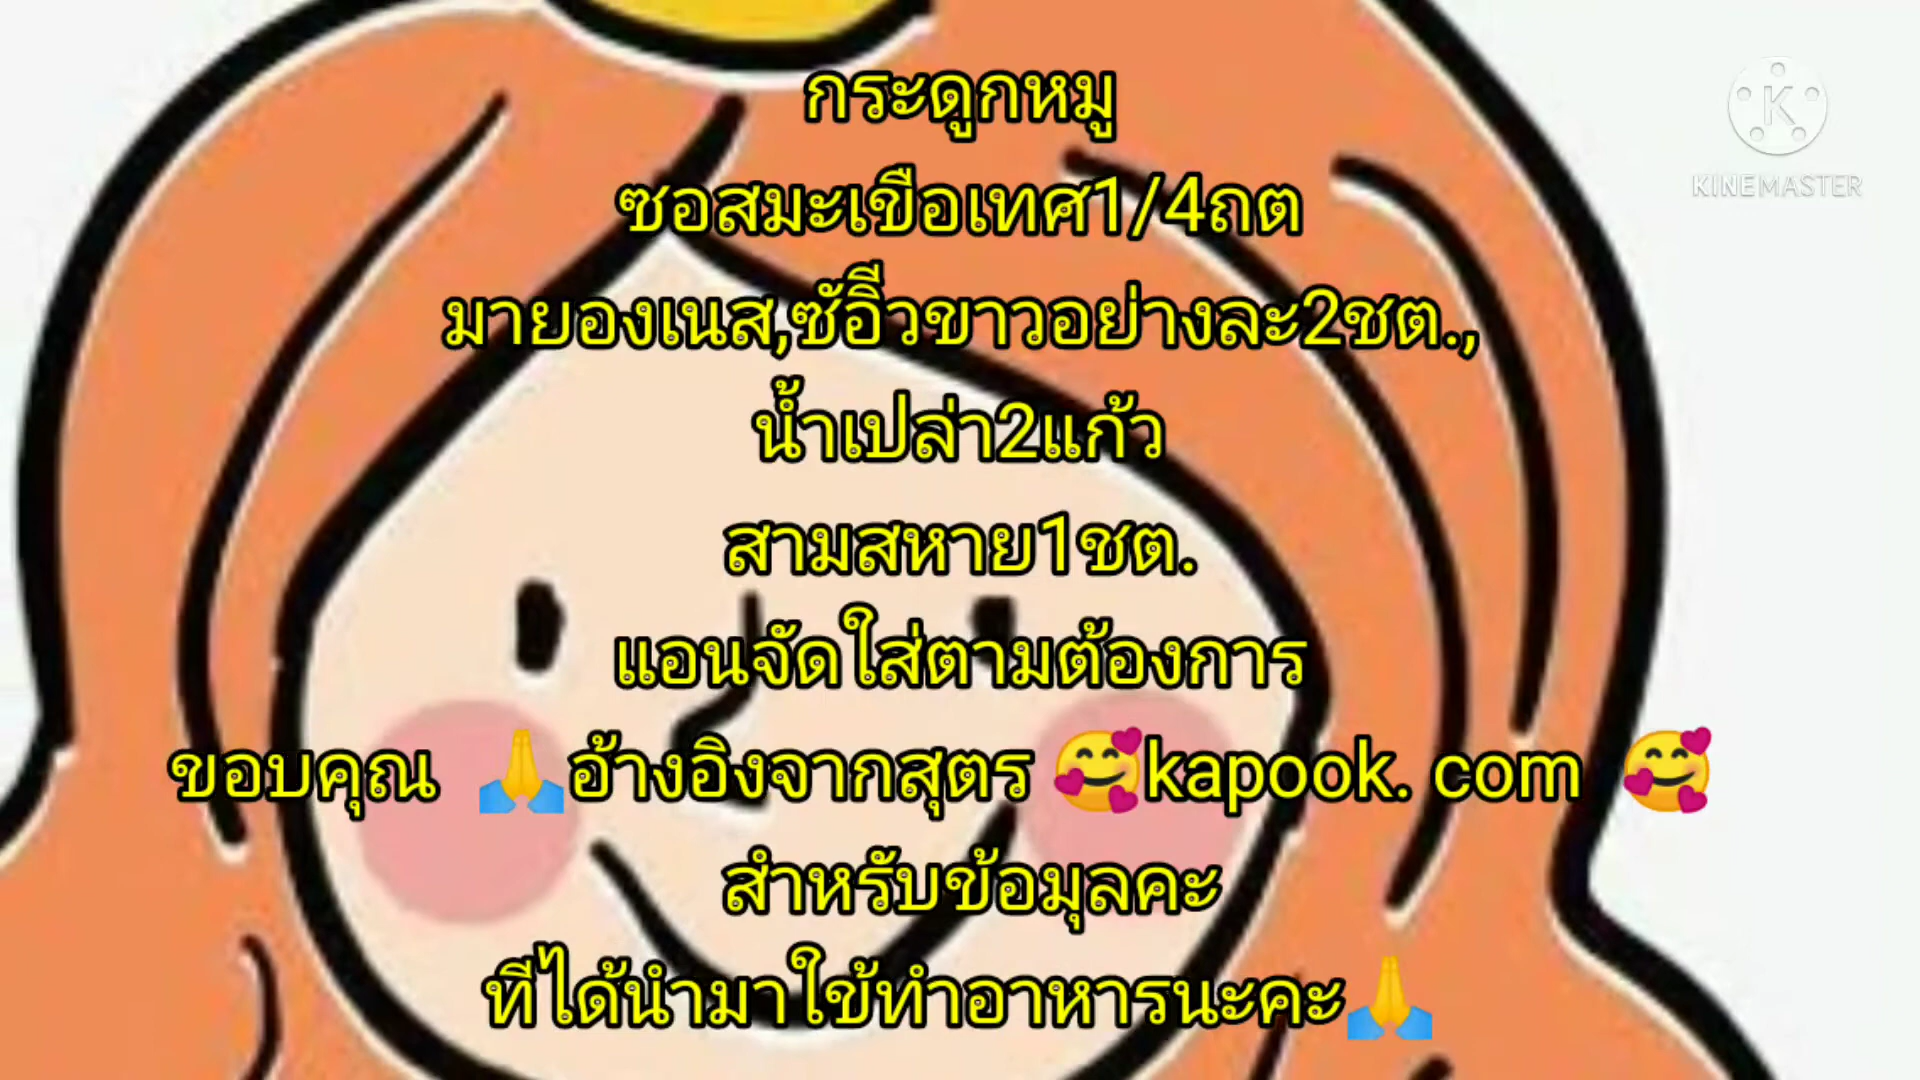 กระดูกหมู
ซอสมะเขือเทศ1/4ถต
มายองเนส,ซัอิ๊วขาวอย่างละ2ชต.,
น้ำเปล่า2แก้ว
สามสหาย1ชต.
แอนจัดใส่ตามต้องการ
ขอบคุณ 🙏อ้างอิงจากสุตร 🥰kapook. com 🥰
สำหรับข้อมุลคะ
ทีได้นำมาใข้ทำอาหารนะคะ🙏
KINEMASTER